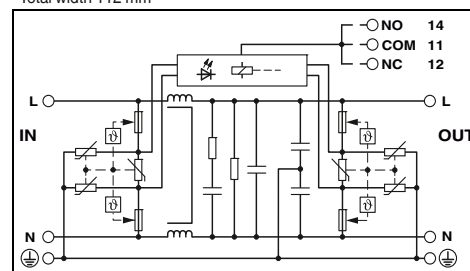 Total width 112 mm
NO 14
COM 11
NC 12
L
L
IN
OUT
ϑ
ϑ
ϑ
ϑ
N
N